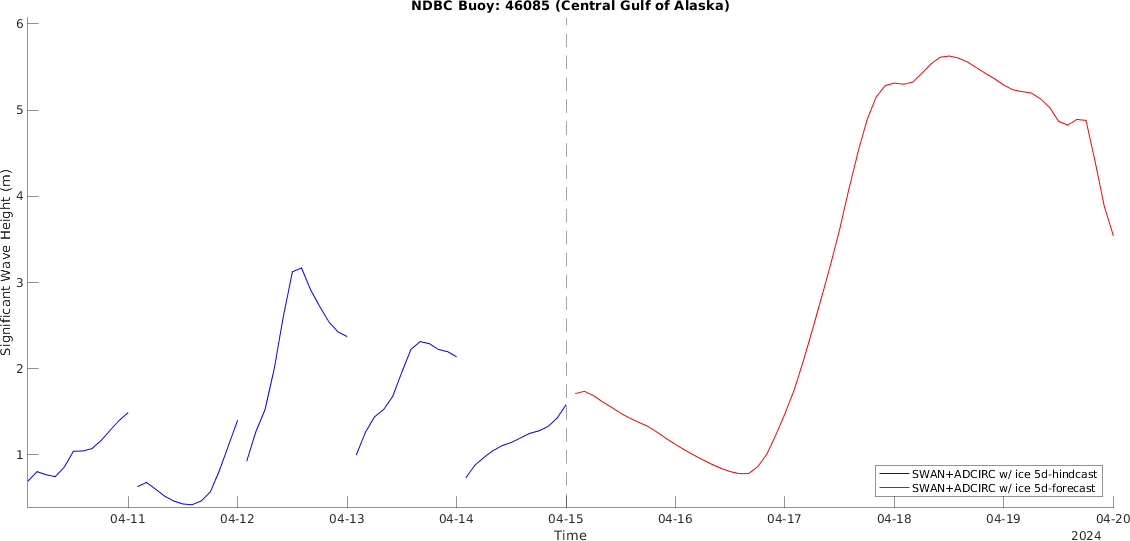 NDBC Buoy: 46085 (Central Gulf of Alaska)
6
5
4
3
2
1
Significant Wave Height (m)
SWAN+ADCIRC w/ ice 5d-hindcast
SWAN+ADCIRC w/ ice 5d-forecast
04-11 04-12 04-13 04-14 04-15 04-16 04-17 04-18 04-19 04-20
Time
2024